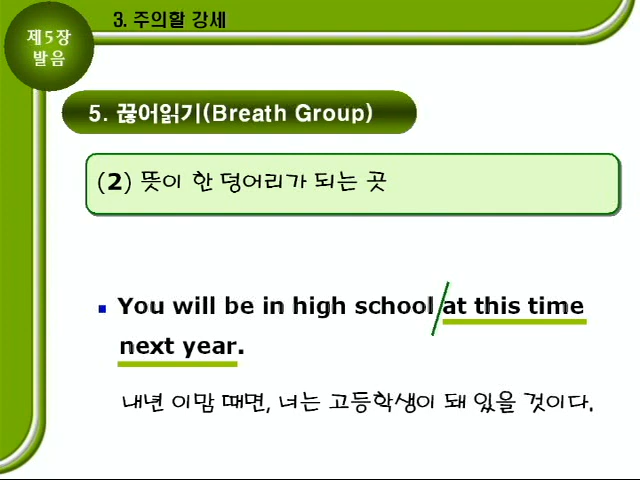 3. 주의할 강세
제5장
발음
5. 끊어읽기(Breath Group)
(2) 뜻이 한 덩어리가 되는 곳
You will be in high school/at this time
next year.
내년 이맘 때면, 너는 고등학생이 돼 있을 것이다.